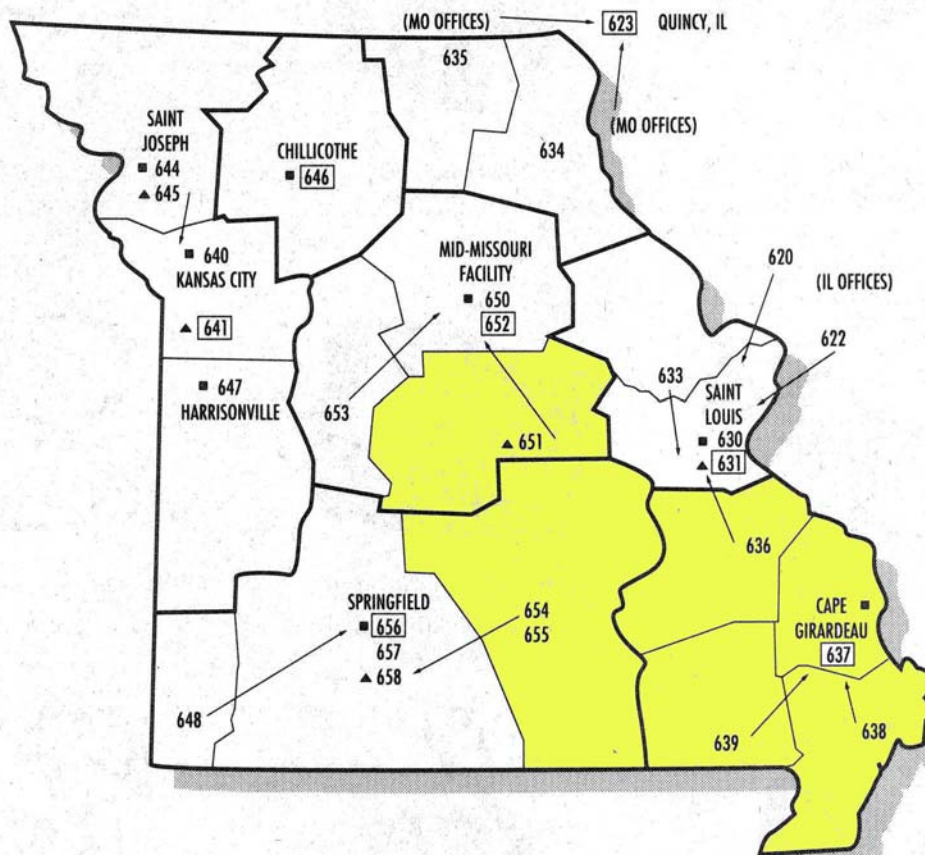 (MO OFFICES)
623 QUINCY, IL
635
(MO OFFICES)
634
SAINT
JOSEPH
644
645
CHILLICOTHE
646
640
KANSAS CITY
641
MID-MISSOURI
FACILITY
650
652
620
(IL OFFICES)
622
647
HARRISONVILLE
653
633
SAINT
LOUIS
630
631
651
636
SPRINGFIELD
656
657
658
654
655
CAPE
GIRARDEAU
637
648
639
638